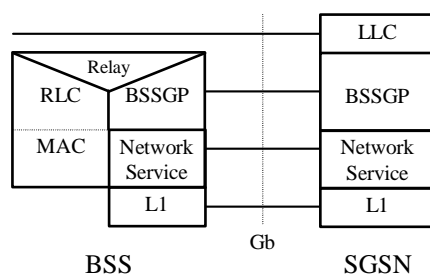 LLC
Relay
RLC
BSSGP
BSSGP
MAC
Network
Service
Network
Service
L1
L1
Gb
BSS
SGSN